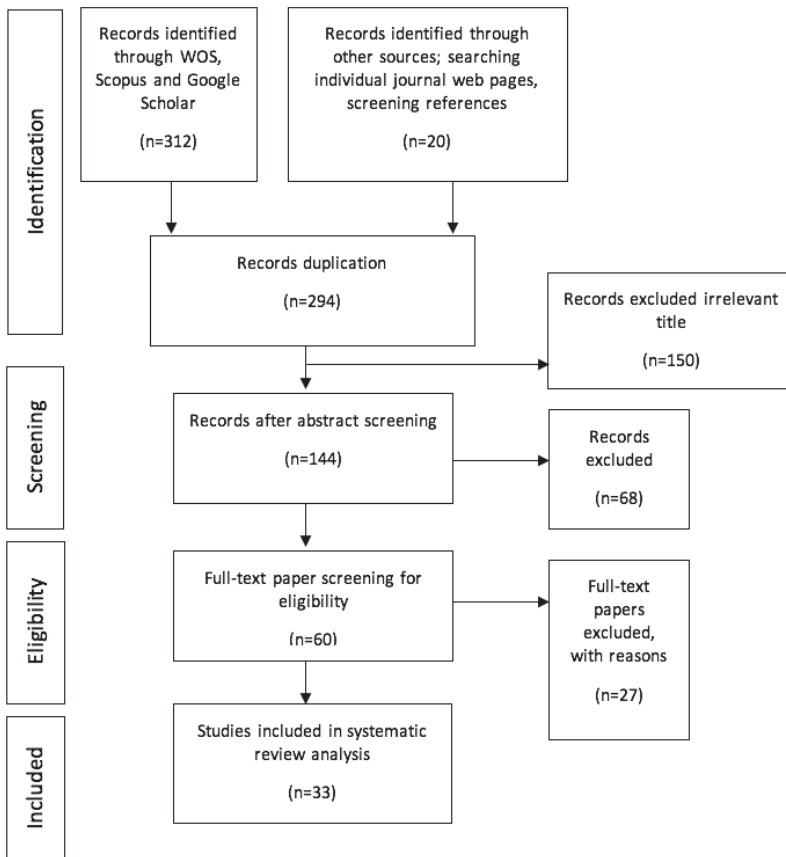 Identification
Records identified
through WOS,
Scopus and Google
Scholar
(n=312)
Records identified through
other sources; searching
individual journal web pages,
screening references
(n=20)
Records duplication
(n=294)
Records excluded irrelevant
title
(n=150)
Screening
Records after abstract screening
(n=144)
Records
excluded
(n=68)
Eligibility
Full-text paper screening for
eligibility
(n=60)
Full-text
papers
excluded,
with reasons
(n=27)
Included
Studies included in systematic
review analysis
(n=33)